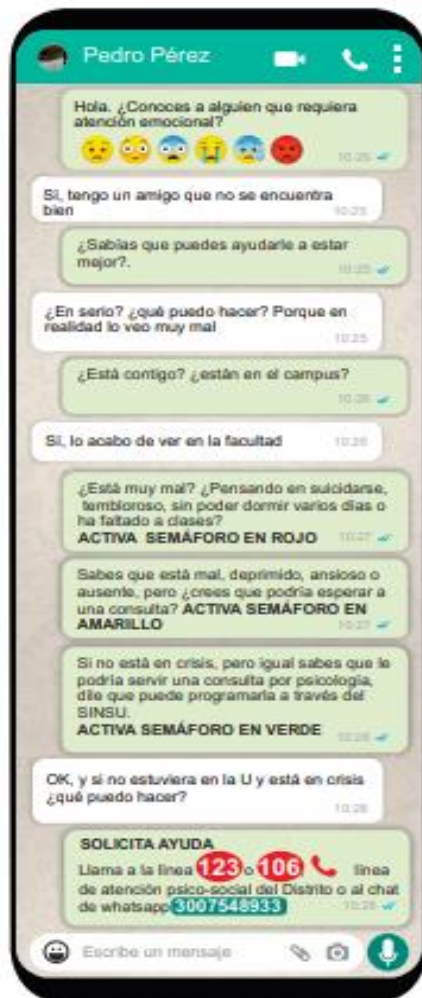 Pedro Pérez
Hola. ¿Conoces a alguien que requiera
atención emocional?
10:25
Sí, tengo un amigo que no se encuentra
bien
10:25
¿Sabías que puedes ayudarle a estar
mejor?.
10:25
¿En serio? ¿qué puedo hacer? Porque en
realidad lo veo muy mal
10:25
¿Está contigo? ¿están en el campus?
10:26
Sí, lo acabo de ver en la facultad 10:26
¿Está muy mal? ¿Pensando en suicidarse,
tembloroso, sin poder dormir varios días o
ha faltado a clases?
ACTIVA SEMÁFORO EN ROJO 10:27
Sabes que está mal, deprimido, ansioso o
ausente, pero ¿crees que podría esperar a
una consulta? ACTIVA SEMÁFORO EN
AMARILLO 10:27
Si no está en crisis, pero igual sabes que le
podría servir una consulta por psicología,
dile que puede programarla a través del
SINSU.
ACTIVA SEMÁFORO EN VERDE 10:28
OK, y si no estuviera en la U y está en crisis
¿qué puedo hacer?
10:28
SOLICITA AYUDA
Llama a la línea 123 o 106 línea
de atención psico-social del Distrito o al chat
de whatsapp 3007548933 10:28
Escribe un mensaje